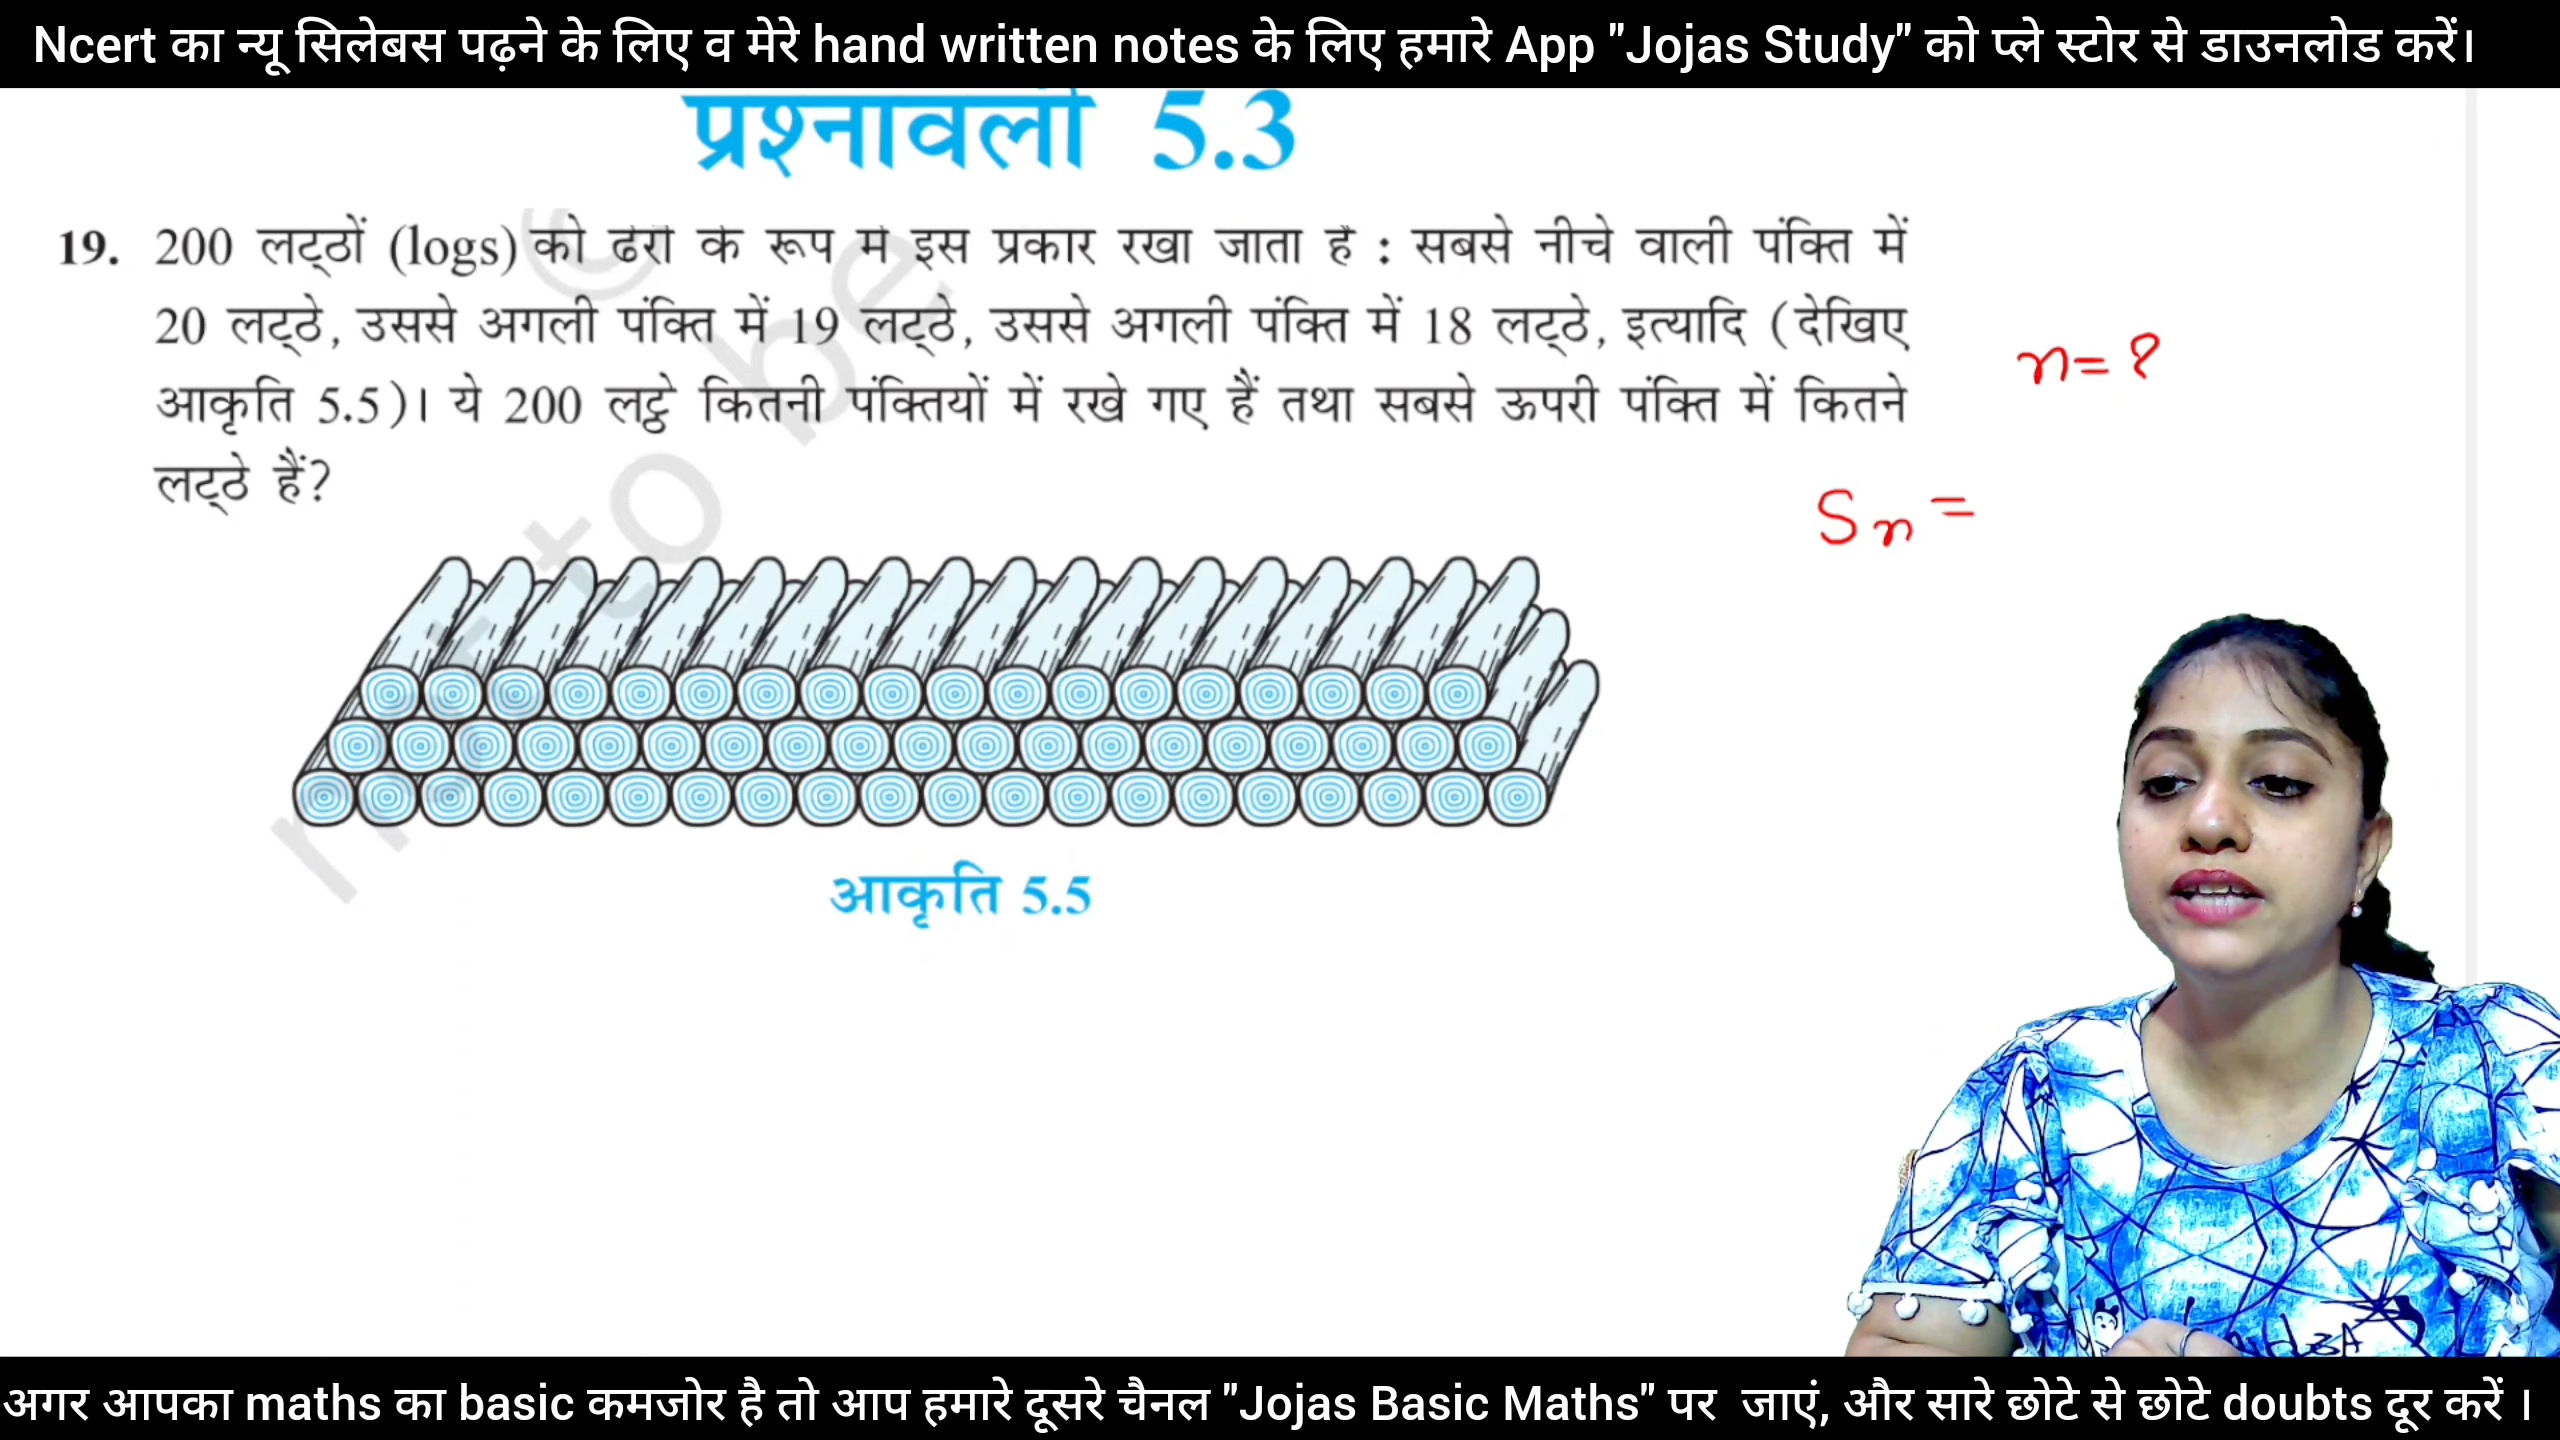 Ncert का न्यू सिलेबस पढ़ने के लिए व मेरे hand written notes के लिए हमारे App "Jojas Study" को प्ले स्टोर से डाउनलोड करें।
प्रश्नावली 5.3
19. 200 लट्ठों (logs) को ढेरी के रूप में इस प्रकार रखा जाता है : सबसे नीचे वाली पंक्ति में
20 लट्ठे, उससे अगली पंक्ति में 19 लट्ठे, उससे अगली पंक्ति में 18 लट्ठे, इत्यादि (देखिए
आकृति 5.5)। ये 200 लट्ठे कितनी पंक्तियों में रखे गए हैं तथा सबसे ऊपरी पंक्ति में कितने
लट्ठे हैं?
n = ?
Sn =
not to be
©
आकृति 5.5
अगर आपका maths का basic कमजोर है तो आप हमारे दूसरे चैनल "Jojas Basic Maths" पर जाएं, और सारे छोटे से छोटे doubts दूर करें ।